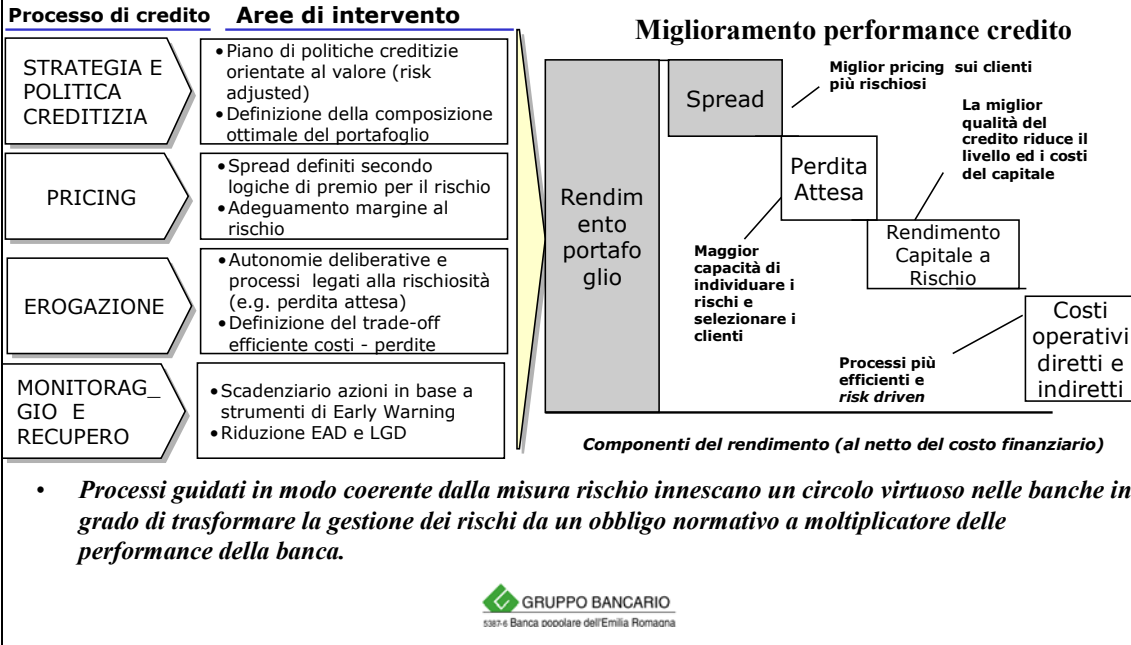 Processo di credito
Aree di intervento
STRATEGIA E
POLITICA
CREDITIZIA
•Piano di politiche creditizie
orientate al valore (risk
adjusted)
•Definizione della composizione
ottimale del portafoglio
PRICING
•Spread definiti secondo
logiche di premio per il rischio
•Adeguamento margine al
rischio
EROGAZIONE
•Autonomie deliberative e
processi legati alla rischiosità
(e.g. perdita attesa)
•Definizione del trade-off
efficiente costi - perdite
MONITORAG_
GIO E
RECUPERO
•Scadenziario azioni in base a
strumenti di Early Warning
•Riduzione EAD e LGD
Miglioramento performance credito
Rendim
ento
portafo
glio
Spread
Miglior pricing sui clienti
più rischiosi
Perdita
Attesa
La miglior
qualità del
credito riduce il
livello ed i costi
del capitale
Maggior
capacità di
individuare i
rischi e
selezionare i
clienti
Rendimento
Capitale a
Rischio
Processi più
efficienti e
risk driven
Costi
operativi
diretti e
indiretti
Componenti del rendimento (al netto del costo finanziario)
• Processi guidati in modo coerente dalla misura rischio innescano un circolo virtuoso nelle banche in
grado di trasformare la gestione dei rischi da un obbligo normativo a moltiplicatore delle
performance della banca.
GRUPPO BANCARIO
5387-6 Banca popolare dell'Emilia Romagna